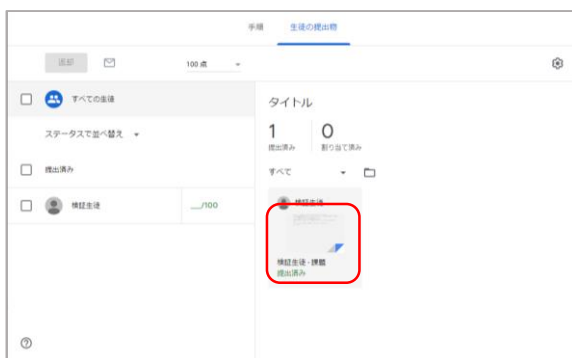 手順 生徒の提出物
返却 100 点
すべての生徒
ステータスで並べ替え
提出済み
検証生徒 __/100
タイトル
1 0
提出済み 割り当て済み
すべて
検証生徒
検証生徒 - 課題
提出済み